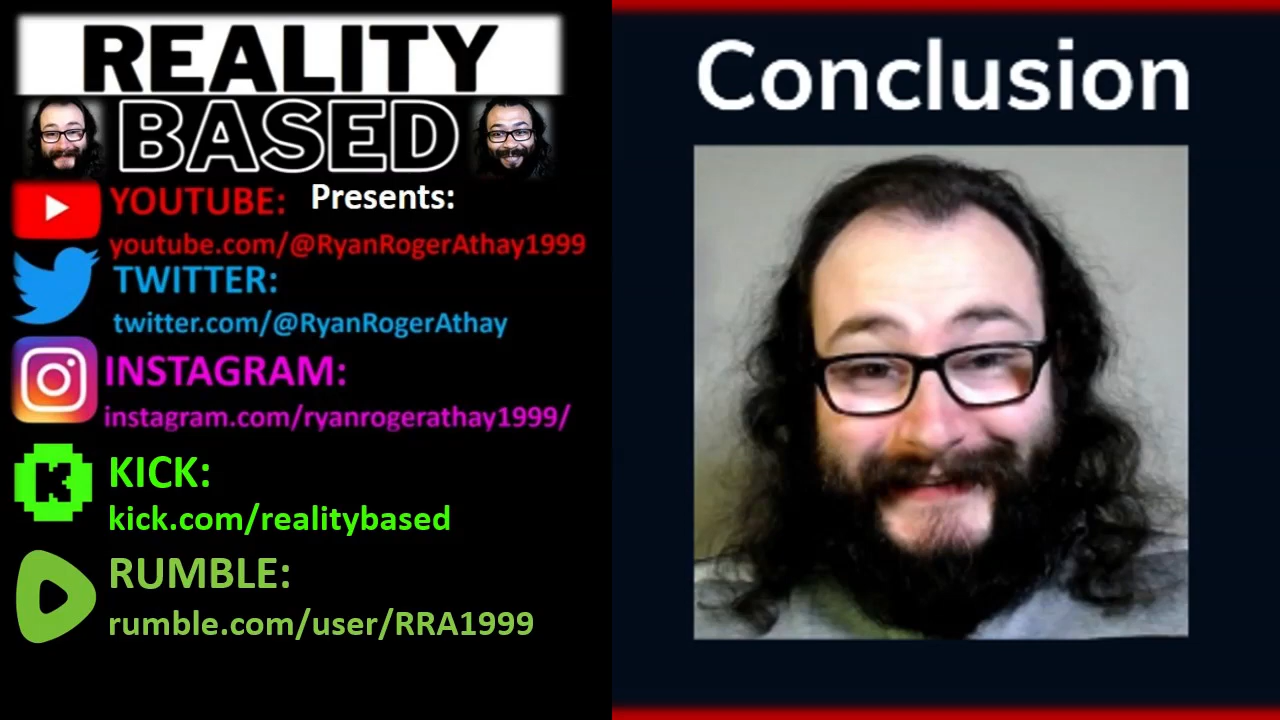 REALITY
BASED
YOUTUBE: Presents:
youtube.com/@RyanRogerAthay1999
TWITTER:
twitter.com/@RyanRogerAthay
INSTAGRAM:
instagram.com/ryanrogerathay1999/
K
KICK:
kick.com/realitybased
RUMBLE:
rumble.com/user/RRA1999
Conclusion